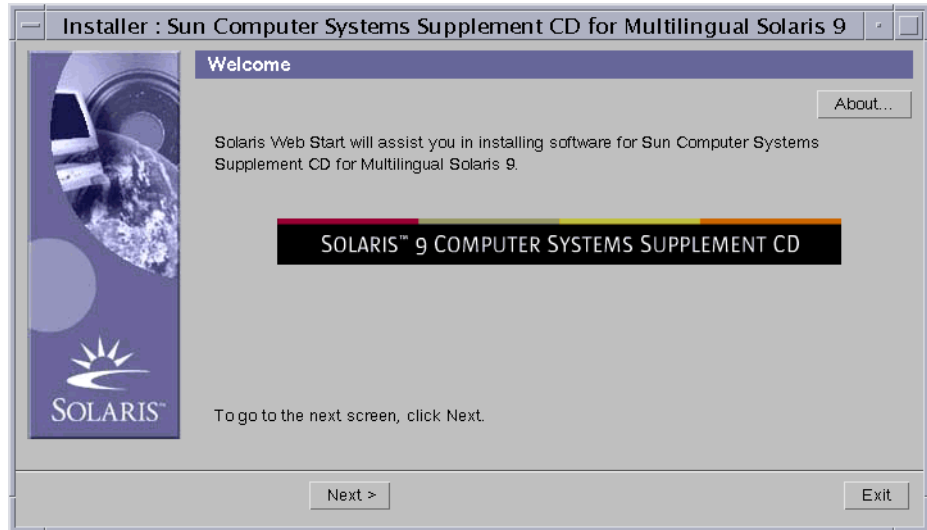 Installer : Sun Computer Systems Supplement CD for Multilingual Solaris 9
Welcome
About...
Solaris Web Start will assist you in installing software for Sun Computer Systems
Supplement CD for Multilingual Solaris 9.
SOLARIS™ 9 COMPUTER SYSTEMS SUPPLEMENT CD
SOLARIS™
To go to the next screen, click Next.
Next >
Exit